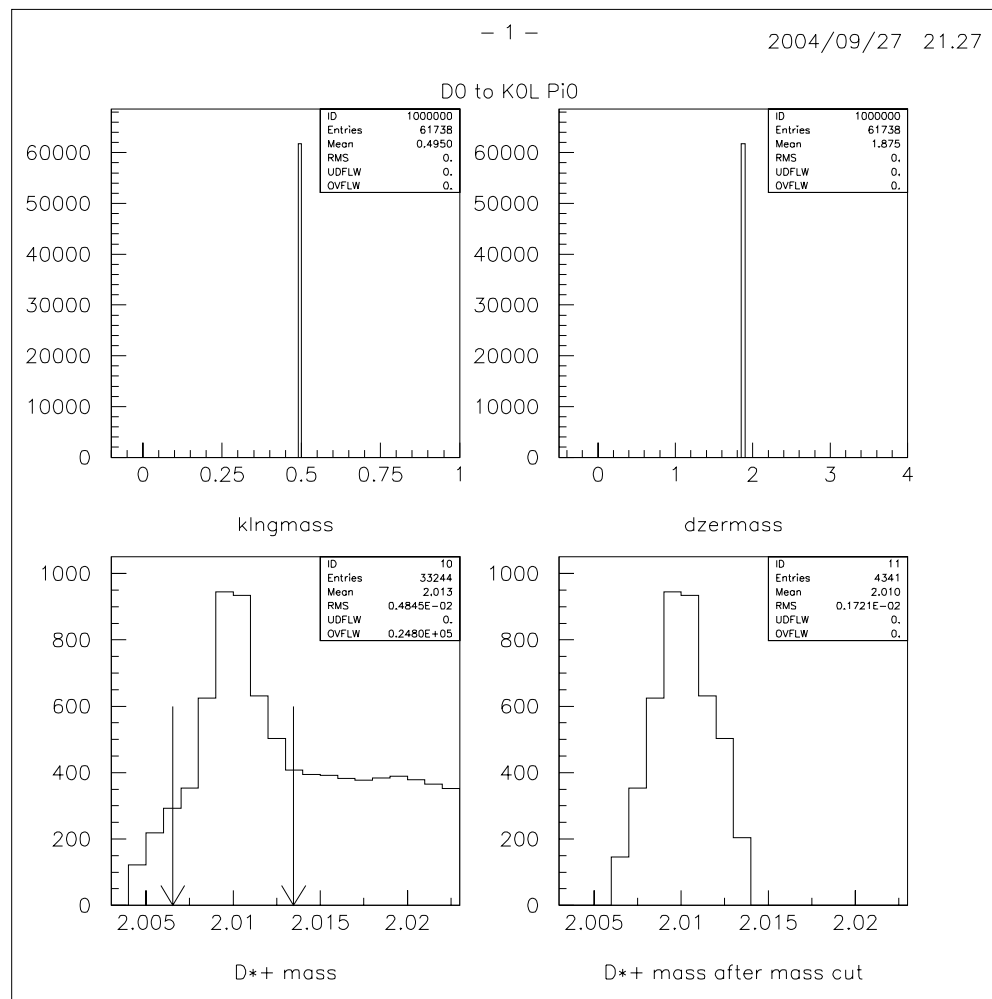 – 1 –
2004/09/27 21.27
D0 to K0L Pi0
ID 1000000
Entries 61738
Mean 0.4950
RMS 0.
UDFLW 0.
OVFLW 0.
60000
50000
40000
30000
20000
10000
0
0 0.25 0.5 0.75 1
klngmass
ID 1000000
Entries 61738
Mean 1.875
RMS 0.
UDFLW 0.
OVFLW 0.
60000
50000
40000
30000
20000
10000
0
0 1 2 3 4
dzermass
ID 10
Entries 33244
Mean 2.013
RMS 0.4845E-02
UDFLW 0.
OVFLW 0.2480E+05
1000
800
600
400
200
0
2.005 2.01 2.015 2.02
D*+ mass
ID 11
Entries 4341
Mean 2.010
RMS 0.1721E-02
UDFLW 0.
OVFLW 0.
1000
800
600
400
200
0
2.005 2.01 2.015 2.02
D*+ mass after mass cut